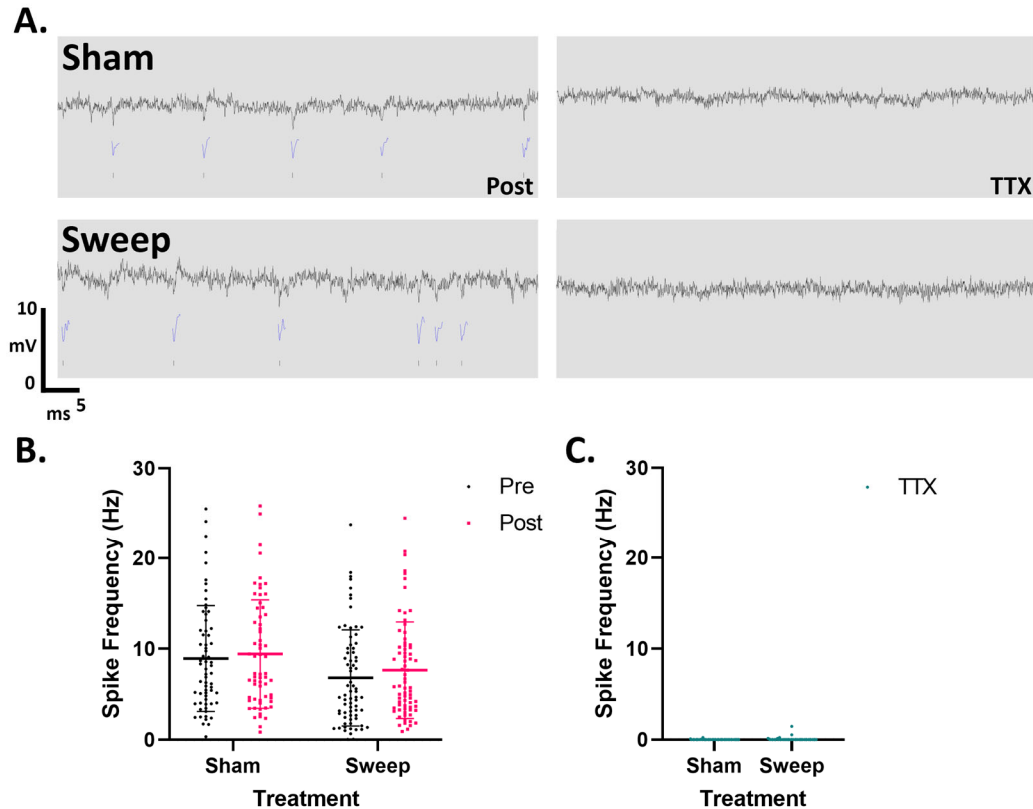 A.
Sham
Post
TTX
Sweep
10
mV
0
ms 5
B.
30
20
10
0
Spike Frequency (Hz)
Pre
Post
Sham
Sweep
Treatment
C.
30
20
10
0
Spike Frequency (Hz)
TTX
Sham
Sweep
Treatment